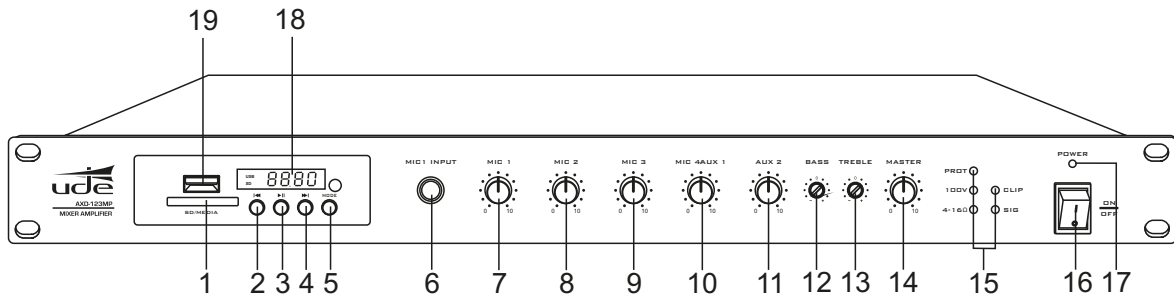 19 18
MIC1 INPUT MIC 1 MIC 2 MIC 3 MIC 4AUX 1 AUX 2 BASS TREBLE MASTER POWER
USB
SD
88:80
PROT
ude
100V CLIP
AXD-123MP
MIXER AMPLIFIER
MODE
SD/MEDIA
4-16Ω SIG
ON
OFF
0 10 0 10 0 10 0 10 0 10 0 10
1 2 3 4 5 6 7 8 9 10 11 12 13 14 15 16 17